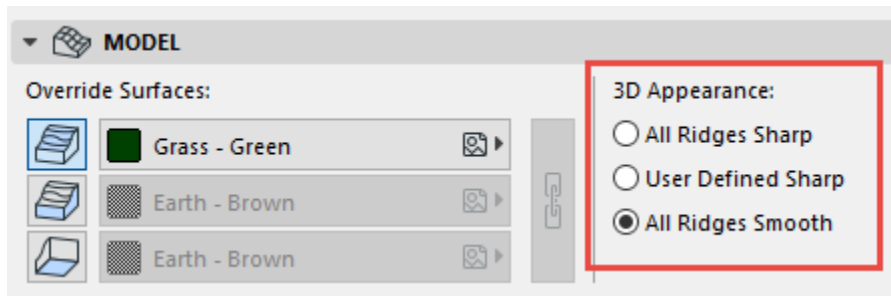 MODEL
Override Surfaces:
Grass - Green
Earth - Brown
Earth - Brown
3D Appearance:
All Ridges Sharp
User Defined Sharp
All Ridges Smooth